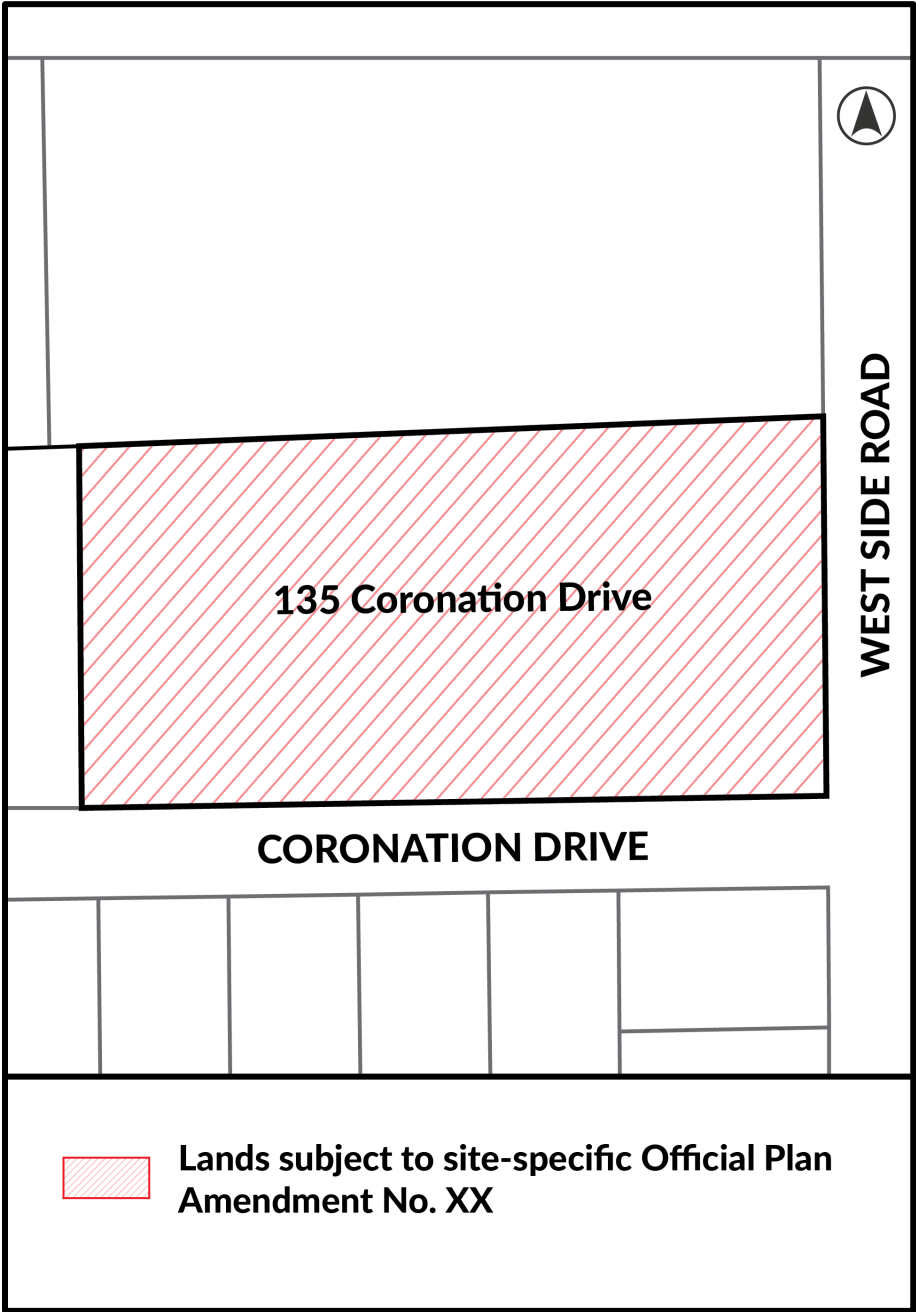 WEST SIDE ROAD
135 Coronation Drive
CORONATION DRIVE
Lands subject to site-specific Official Plan
Amendment No. XX